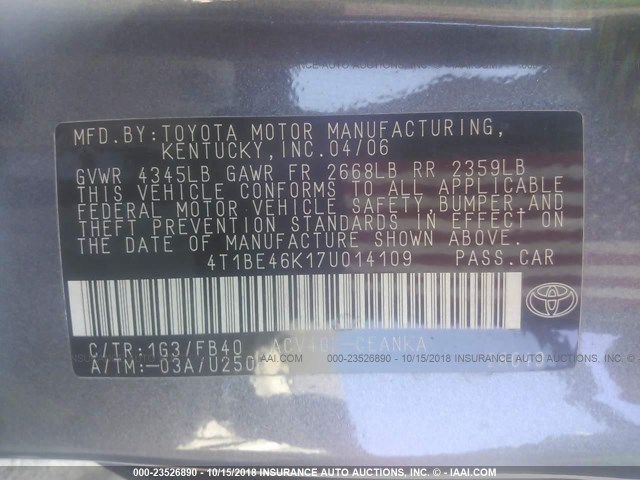 MFD.BY:TOYOTA MOTOR MANUFACTURING,
KENTUCKY,INC.04/06
GVWR 4345LB GAWR FR 2668LB RR 2359LB
THIS VEHICLE CONFORMS TO ALL APPLICABLE
FEDERAL MOTOR VEHICLE SAFETY,BUMPER,AND
THEFT PREVENTION STANDARDS IN EFFECT ON
THE DATE OF MANUFACTURE SHOWN ABOVE.
4T1BE46K17U014109 PASS.CAR
C/TR:1G3/FB40
A/TM:-03A/U250
000-23526890 - 10/15/2018 - INSURANCE AUTO AUCTIONS - © IAAI.COM
000-23526890 - 10/15/2018 - INSURANCE AUTO AUCTIONS - © IAAI.COM